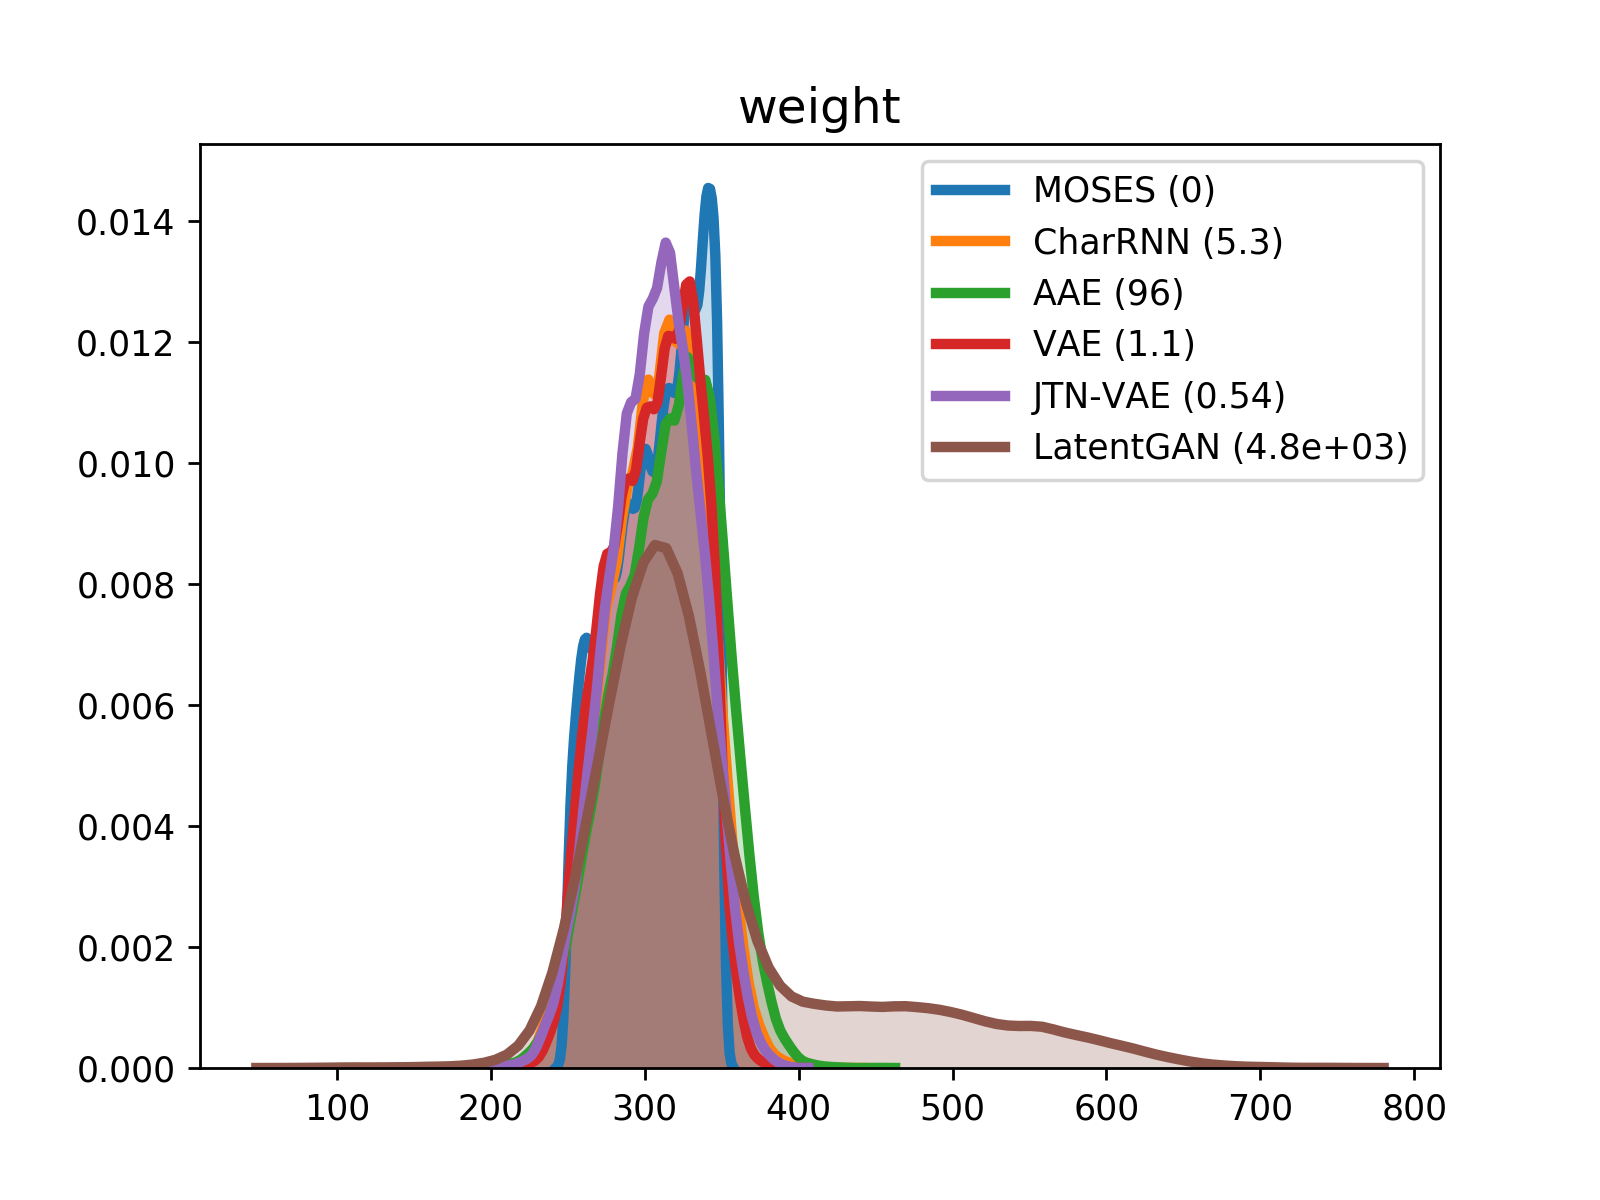 weight
MOSES (0)
CharRNN (5.3)
AAE (96)
VAE (1.1)
JTN-VAE (0.54)
LatentGAN (4.8e+03)
0.014
0.012
0.010
0.008
0.006
0.004
0.002
0.000
100 200 300 400 500 600 700 800